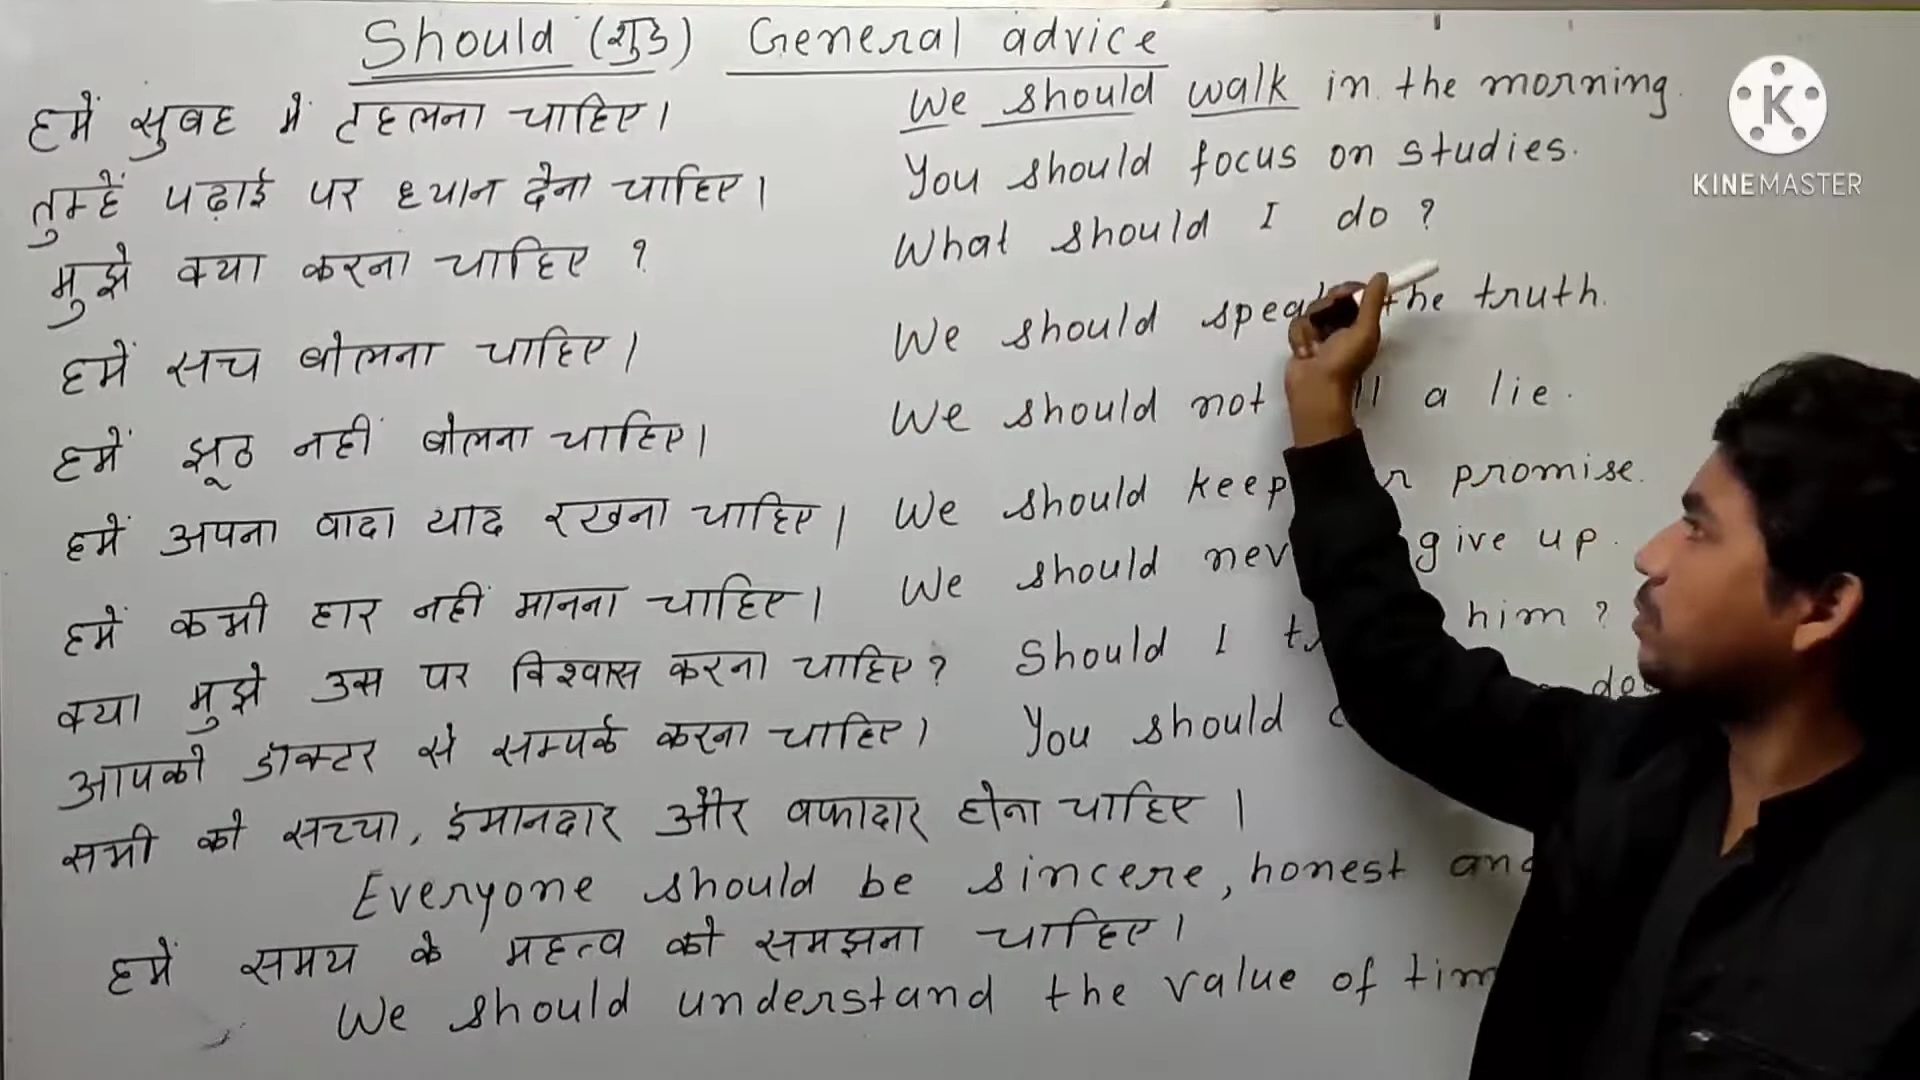 Should (शुड) General advice
हमें सुबह में टहलना चाहिए। We should walk in the morning.
तुम्हें पढ़ाई पर ध्यान देना चाहिए। You should focus on studies.
मुझे क्या करना चाहिए ? What should I do ?
हमें सच बोलना चाहिए। We should the truth.
हमें झूठ नहीं बोलना चाहिए। We should not a lie.
हमें अपना वादा याद रखना चाहिए। We should keep promise.
हमें कभी हार नहीं मानना चाहिए। We should give up.
क्या मुझे उस पर विश्वास करना चाहिए? Should I him ?
आपको डॉक्टर से सम्पर्क करना चाहिए। You should
सभी को सच्चा, ईमानदार और वफादार होना चाहिए।
Everyone should be sincere, honest
हमें समय के महत्व को समझना चाहिए।
We should understand the value of
K
KINEMASTER